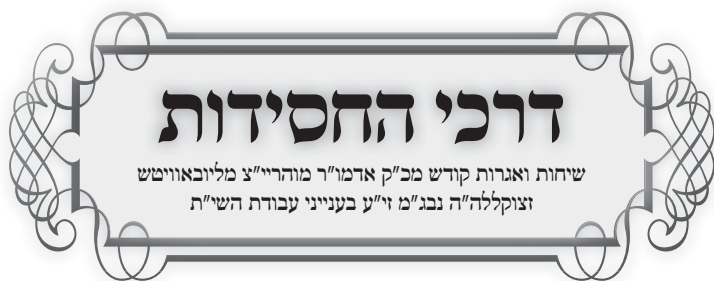 דרכי החסידות
שיחות ואגרות קודש מכ"ק אדמו"ר מוהריי"צ מליובאוויטש
זצוקללה"ה נבג"מ זי"ע בענייני עבודת השי"ת